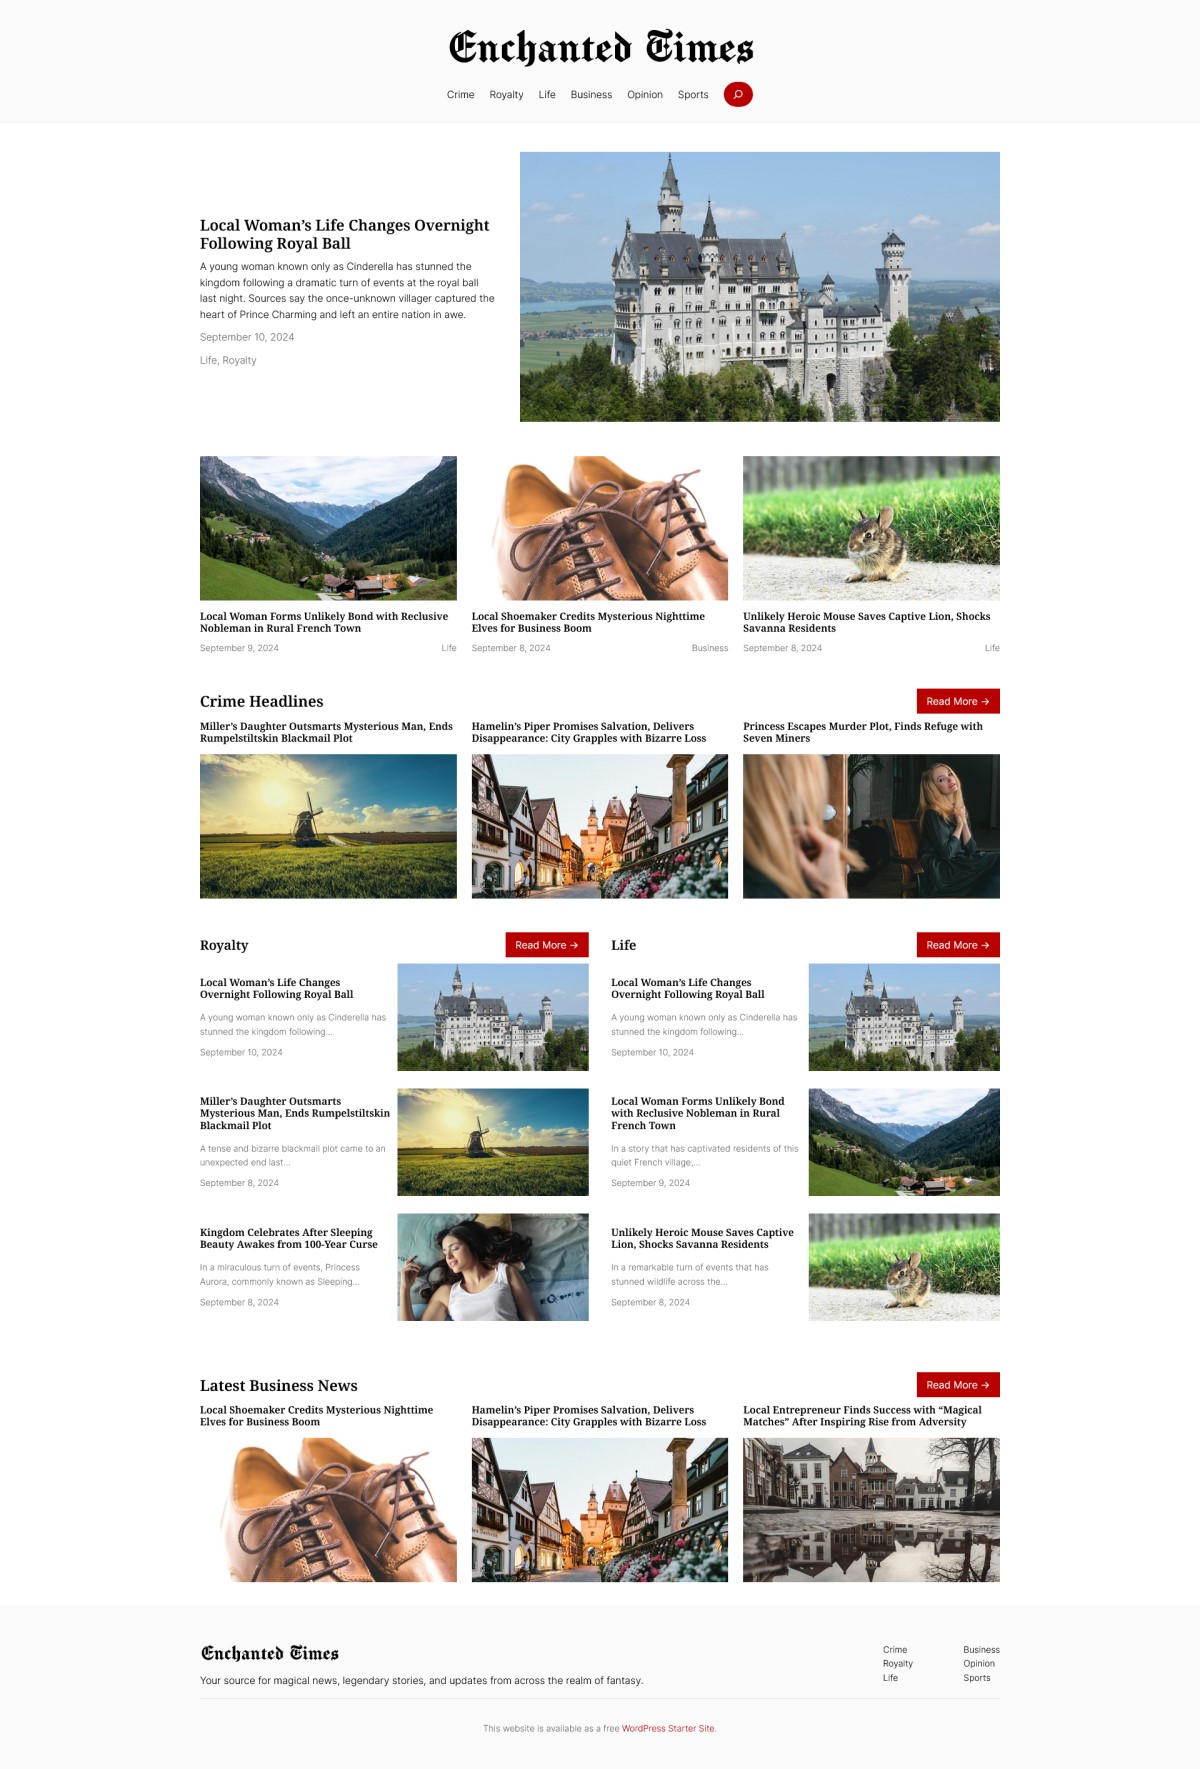 Enchanted Times
Crime Royalty Life Business Opinion Sports
Local Woman’s Life Changes Overnight
Following Royal Ball
A young woman known only as Cinderella has stunned the
kingdom following a dramatic turn of events at the royal ball
last night. Sources say the once-unknown villager captured the
heart of Prince Charming and left an entire nation in awe.
September 10, 2024
Life, Royalty
Local Woman Forms Unlikely Bond with Reclusive
Nobleman in Rural French Town
September 9, 2024 Life
Local Shoemaker Credits Mysterious Nighttime
Elves for Business Boom
September 8, 2024 Business
Unlikely Heroic Mouse Saves Captive Lion, Shocks
Savanna Residents
September 8, 2024 Life
Crime Headlines
Read More →
Miller’s Daughter Outsmarts Mysterious Man, Ends
Rumpelstiltskin Blackmail Plot
Hamelin’s Piper Promises Salvation, Delivers
Disappearance: City Grapples with Bizarre Loss
Princess Escapes Murder Plot, Finds Refuge with
Seven Miners
Royalty
Read More →
Local Woman’s Life Changes
Overnight Following Royal Ball
A young woman known only as Cinderella has
stunned the kingdom following…
September 10, 2024
Miller’s Daughter Outsmarts
Mysterious Man, Ends Rumpelstiltskin
Blackmail Plot
A tense and bizarre blackmail plot came to an
unexpected end last…
September 8, 2024
Kingdom Celebrates After Sleeping
Beauty Awakes from 100-Year Curse
In a miraculous turn of events, Princess
Aurora, commonly known as Sleeping…
September 8, 2024
Life
Read More →
Local Woman’s Life Changes
Overnight Following Royal Ball
A young woman known only as Cinderella has
stunned the kingdom following…
September 10, 2024
Local Woman Forms Unlikely Bond
with Reclusive Nobleman in Rural
French Town
In a story that has captivated residents of this
quiet French village,…
September 9, 2024
Unlikely Heroic Mouse Saves Captive
Lion, Shocks Savanna Residents
In a remarkable turn of events that has
stunned wildlife across the…
September 8, 2024
Latest Business News
Read More →
Local Shoemaker Credits Mysterious Nighttime
Elves for Business Boom
Hamelin’s Piper Promises Salvation, Delivers
Disappearance: City Grapples with Bizarre Loss
Local Entrepreneur Finds Success with “Magical
Matches” After Inspiring Rise from Adversity
Enchanted Times
Your source for magical news, legendary stories, and updates from across the realm of fantasy.
Crime
Royalty
Life
Business
Opinion
Sports
This website is available as a free WordPress Starter Site.